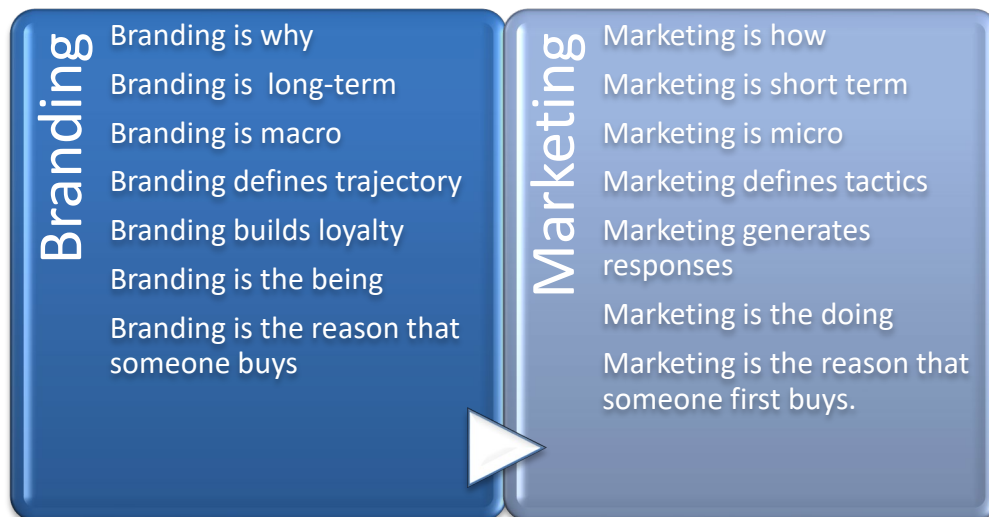 Branding
Branding is why
Branding is  long-term
Branding is macro
Branding defines trajectory
Branding builds loyalty
Branding is the being
Branding is the reason that
someone buys
Marketing
Marketing is how
Marketing is short term
Marketing is micro
Marketing defines tactics
Marketing generates
responses
Marketing is the doing
Marketing is the reason that
someone first buys.